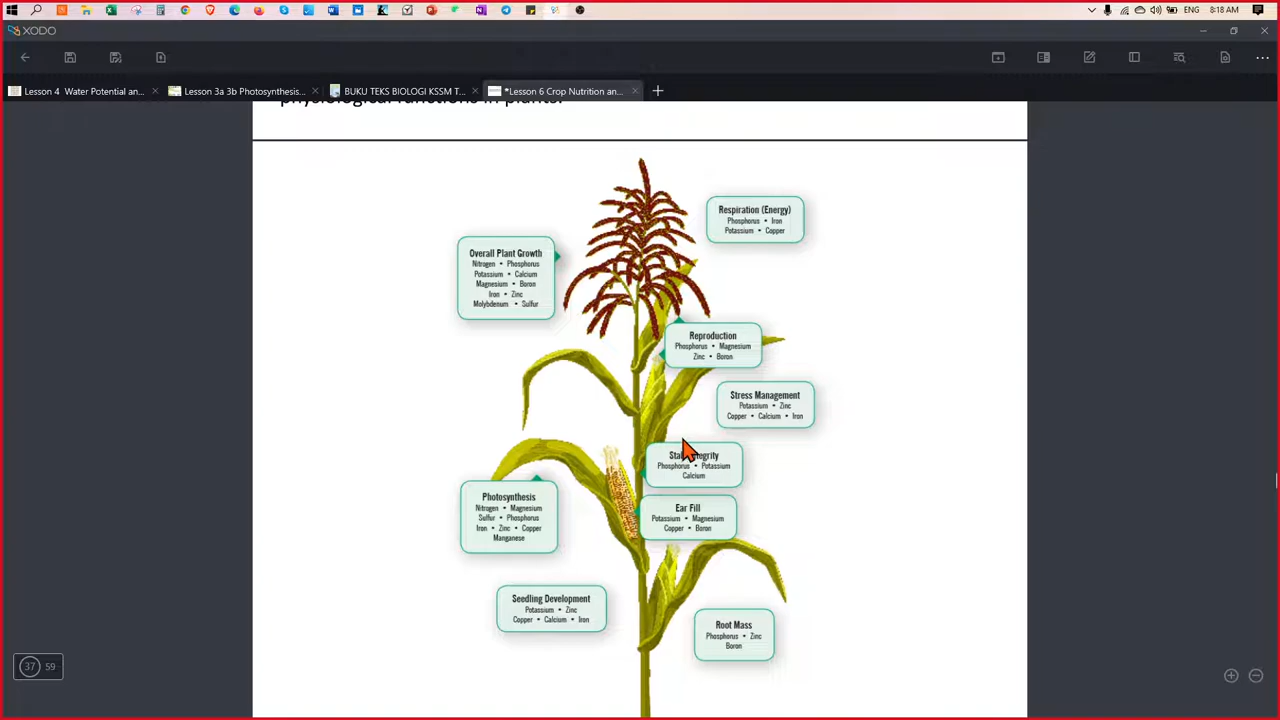 ENG
8:18 AM
XODO
Lesson 4 Water Potential an...
Lesson 3a 3b Photosynthesis...
BUKU TEKS BIOLOGI KSSM T...
*Lesson 6 Crop Nutrition an...
physiological functions in plants.
Respiration (Energy)
Phosphorus • Iron
Potassium • Copper
Overall Plant Growth
Nitrogen • Phosphorus
Potassium • Calcium
Magnesium • Boron
Iron • Zinc
Molybdenum • Sulfur
Reproduction
Phosphorus • Magnesium
Zinc • Boron
Stress Management
Potassium • Zinc
Copper • Calcium • Iron
Phosphorus • Potassium
Calcium
Photosynthesis
Nitrogen • Magnesium
Sulfur • Phosphorus
Iron • Zinc • Copper
Manganese
Ear Fill
Potassium • Magnesium
Copper • Boron
Seedling Development
Potassium • Zinc
Copper • Calcium • Iron
Root Mass
Phosphorus • Zinc
Boron
37 59